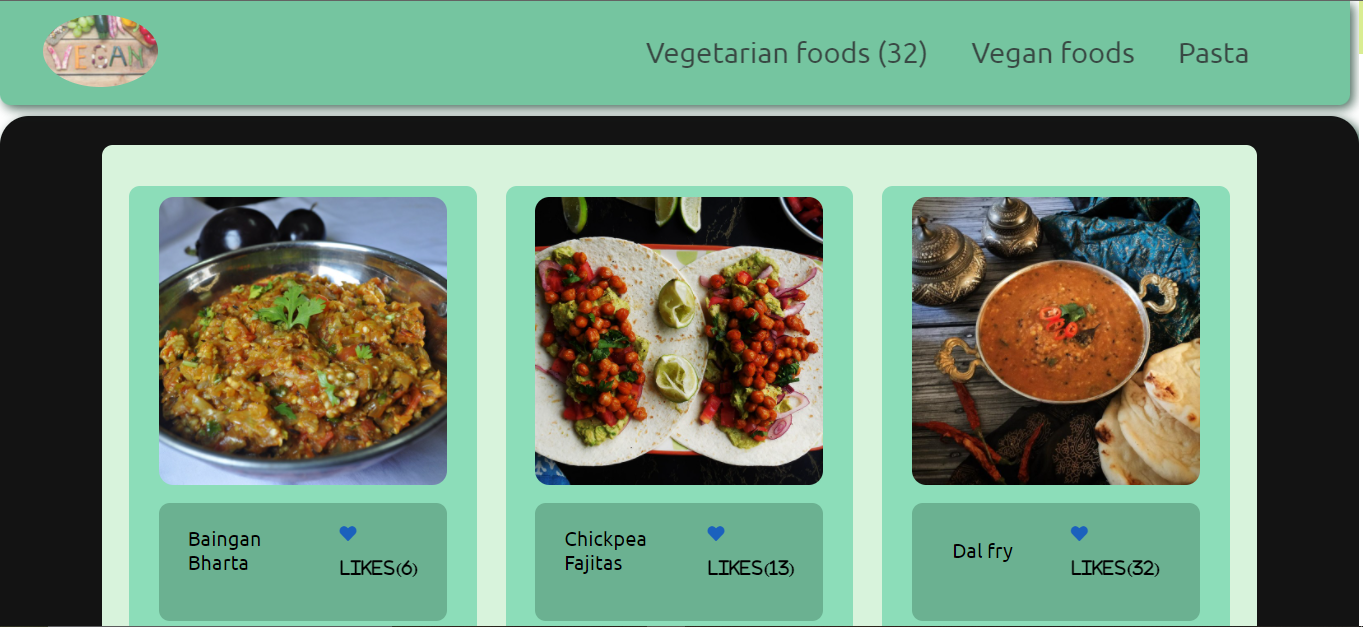 VEGAN
Vegetarian foods (32)
Vegan foods
Pasta
Baingan
Bharta
LIKES(6)
Chickpea
Fajitas
LIKES(13)
Dal fry
LIKES(32)